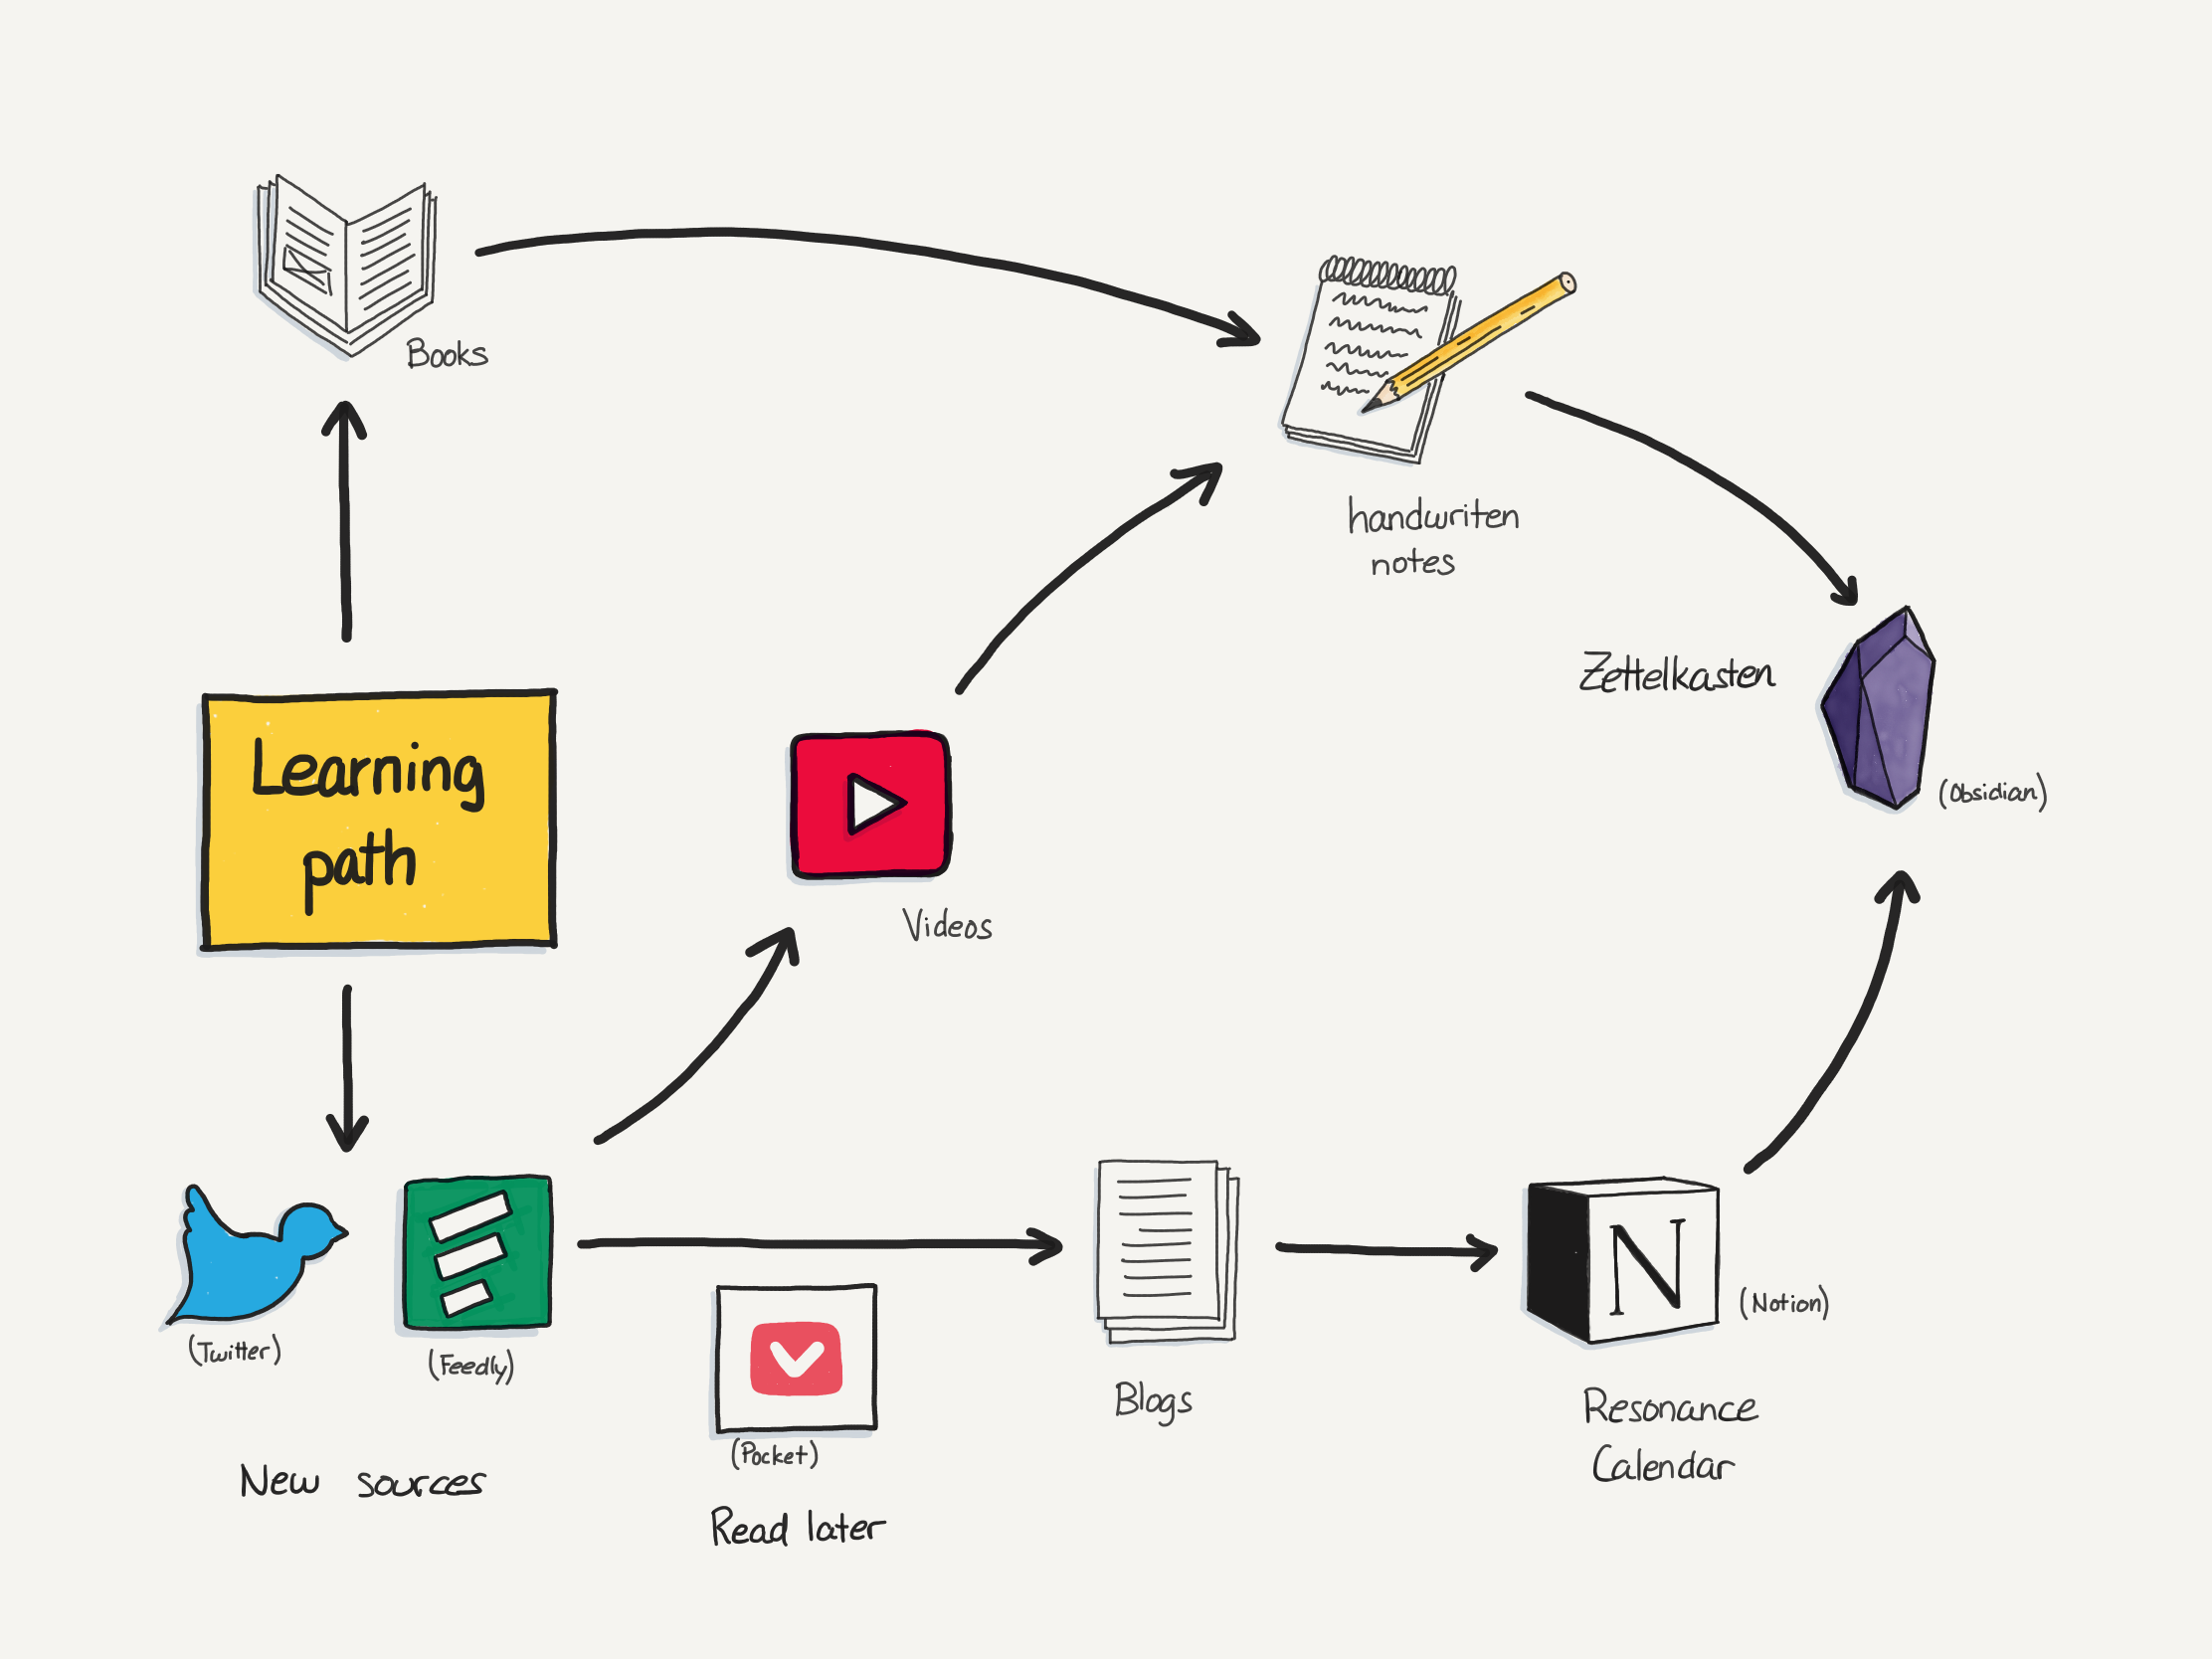 Books
handwriten
notes
Zettelkasten
(Obsidian)
Learning
path
Videos
(Twitter)
(Feedly)
New sources
(Pocket)
Read later
Blogs
N
(Notion)
Resonance
Calendar